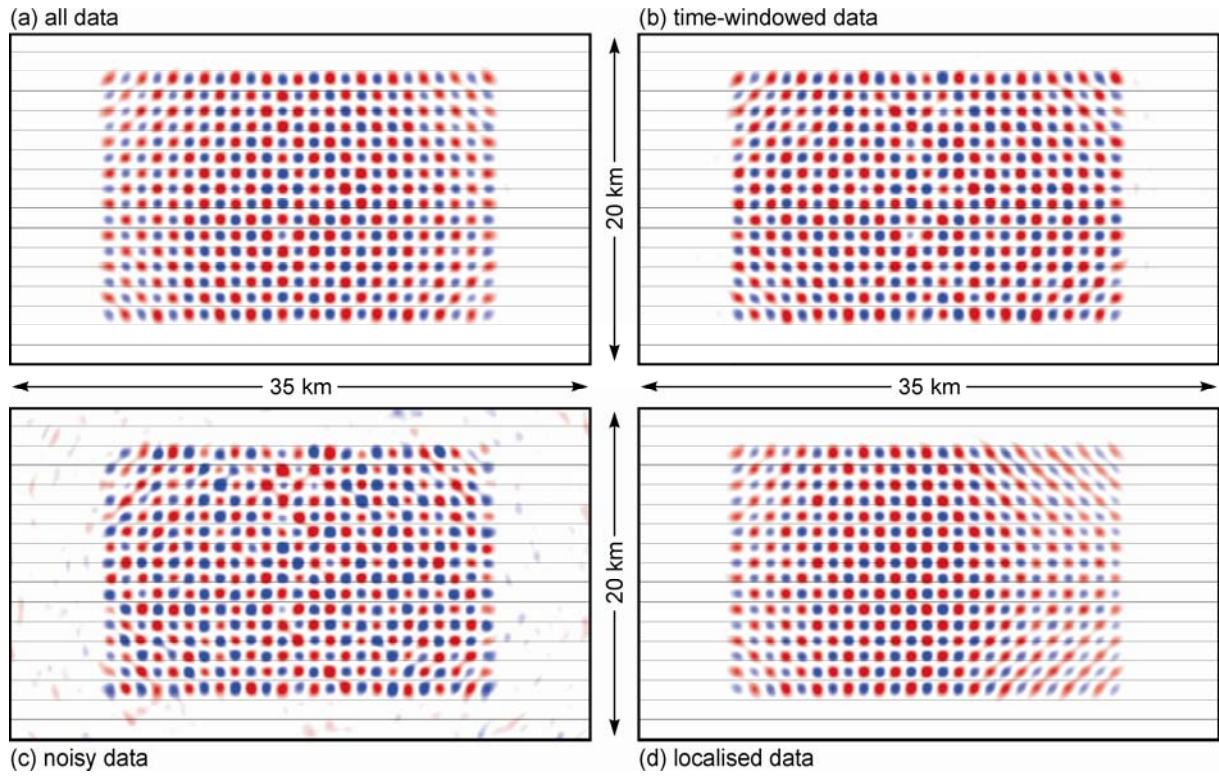 (a) all data
(b) time-windowed data
20 km
35 km
35 km
20 km
(c) noisy data
(d) localised data